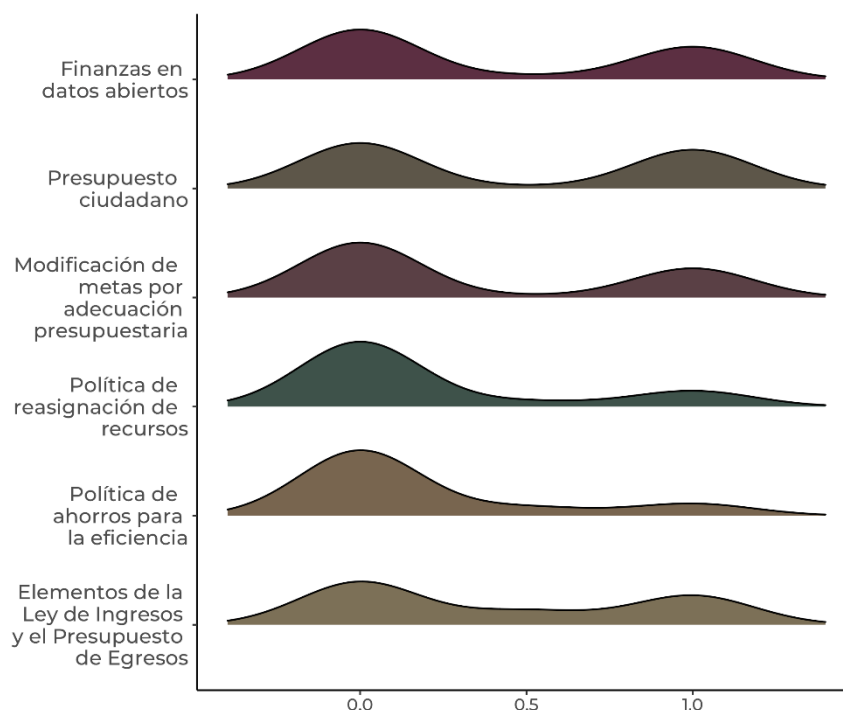 Finanzas en
datos abiertos
Presupuesto
ciudadano
Modificación de
metas por
adecuación
presupuestaria
Política de
reasignación de
recursos
Política de
ahorros para
la eficiencia
Elementos de la
Ley de Ingresos
y el Presupuesto
de Egresos
0.0 0.5 1.0